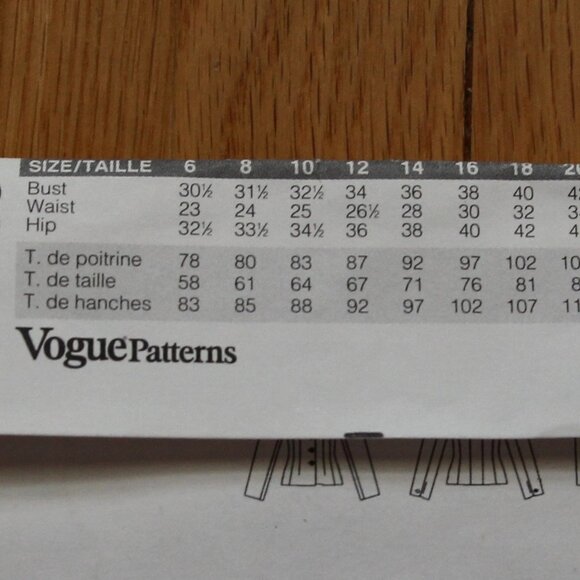 SIZE/TAILLE 6 8 10 12 14 16 18
Bust 30½ 31½ 32½ 34 36 38 40
Waist 23 24 25 26½ 28 30 32
Hip 32½ 33½ 34½ 36 38 40 42
T. de poitrine 78 80 83 87 92 97 102
T. de taille 58 61 64 67 71 76 81
T. de hanches 83 85 88 92 97 102 107
Vogue Patterns